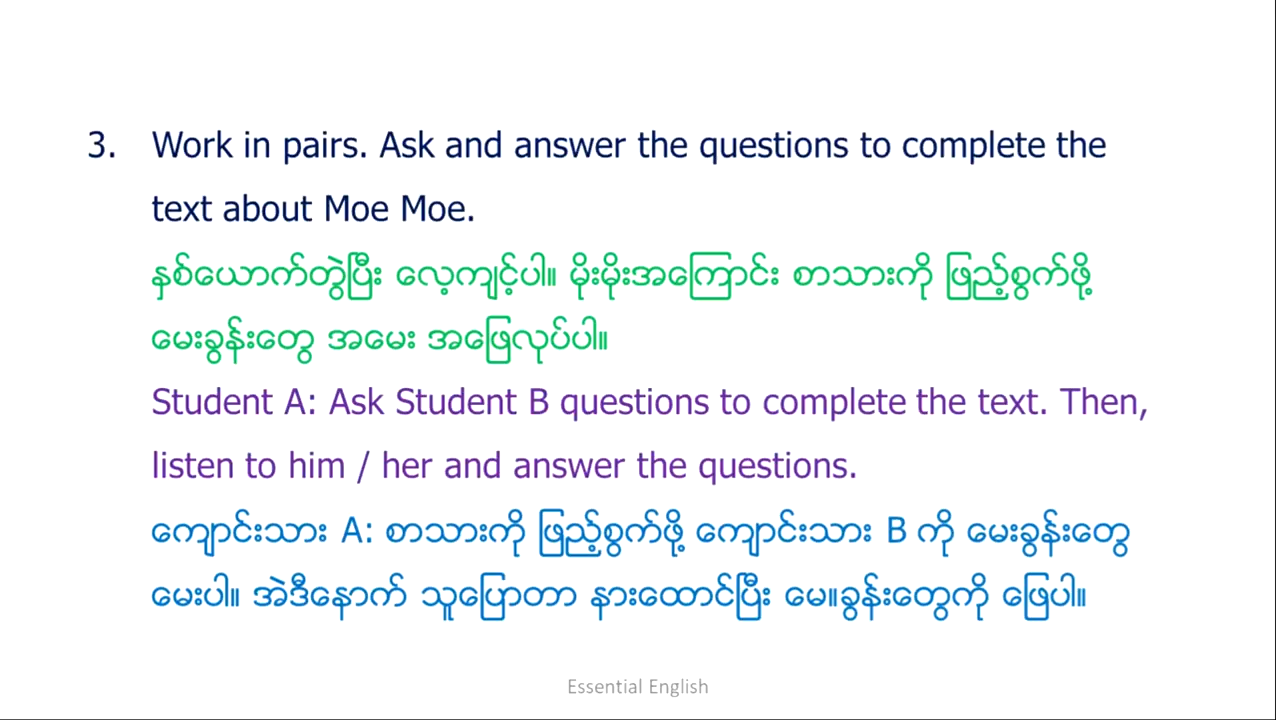 3. Work in pairs. Ask and answer the questions to complete the
text about Moe Moe.
နှစ်ယောက်တွဲပြီး လေ့ကျင့်ပါ။ မိုးမိုးအကြောင်း စာသားကို ဖြည့်စွက်ဖို့
မေးခွန်းတွေ အမေး အဖြေလုပ်ပါ။
Student A: Ask Student B questions to complete the text. Then,
listen to him / her and answer the questions.
ကျောင်းသား A: စာသားကို ဖြည့်စွက်ဖို့ ကျောင်းသား B ကို မေးခွန်းတွေ
မေးပါ။ အဲဒီနောက် သူပြောတာ နားထောင်ပြီး မေ။ခွန်းတွေကို ဖြေပါ။
Essential English